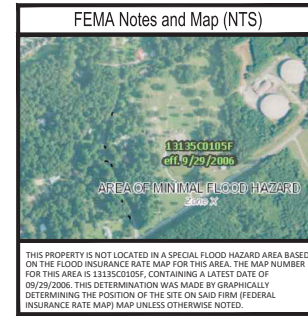 FEMA Notes and Map (NTS)
13135C0105F
eff. 9/29/2006
AREA OF MINIMAL FLOOD HAZARD
Zone X
THIS PROPERTY IS NOT LOCATED IN A SPECIAL FLOOD HAZARD AREA BASED
ON THE FLOOD INSURANCE RATE MAP FOR THIS AREA. THE MAP NUMBER
FOR THIS AREA IS 13135C0105F, CONTAINING A LATEST DATE OF
09/29/2006. THIS DETERMINATION WAS MADE BY GRAPHICALLY
DETERMINING THE POSITION OF THE SITE ON SAID FIRM (FEDERAL
INSURANCE RATE MAP) MAP UNLESS OTHERWISE NOTED.